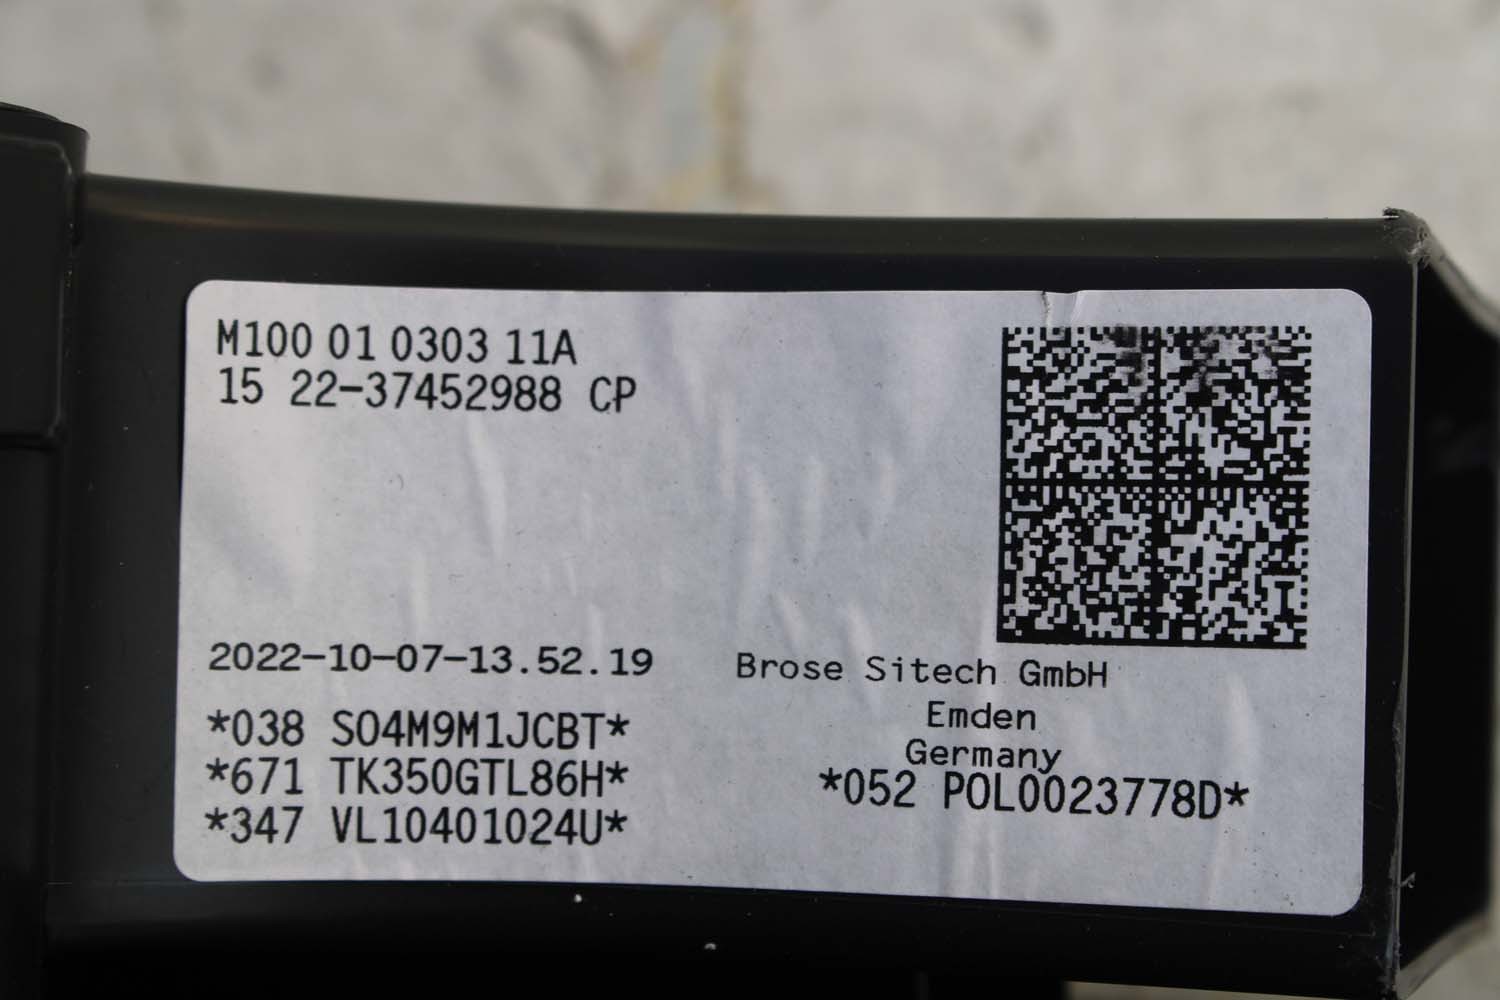 M100 01 0303 11A
15 22-37452988 CP
2022-10-07-13.52.19
Brose Sitech GmbH
Emden
Germany
*038 S04M9M1JCBT*
*671 TK350GTL86H*
*347 VL10401024U*
*052 POL0023778D*